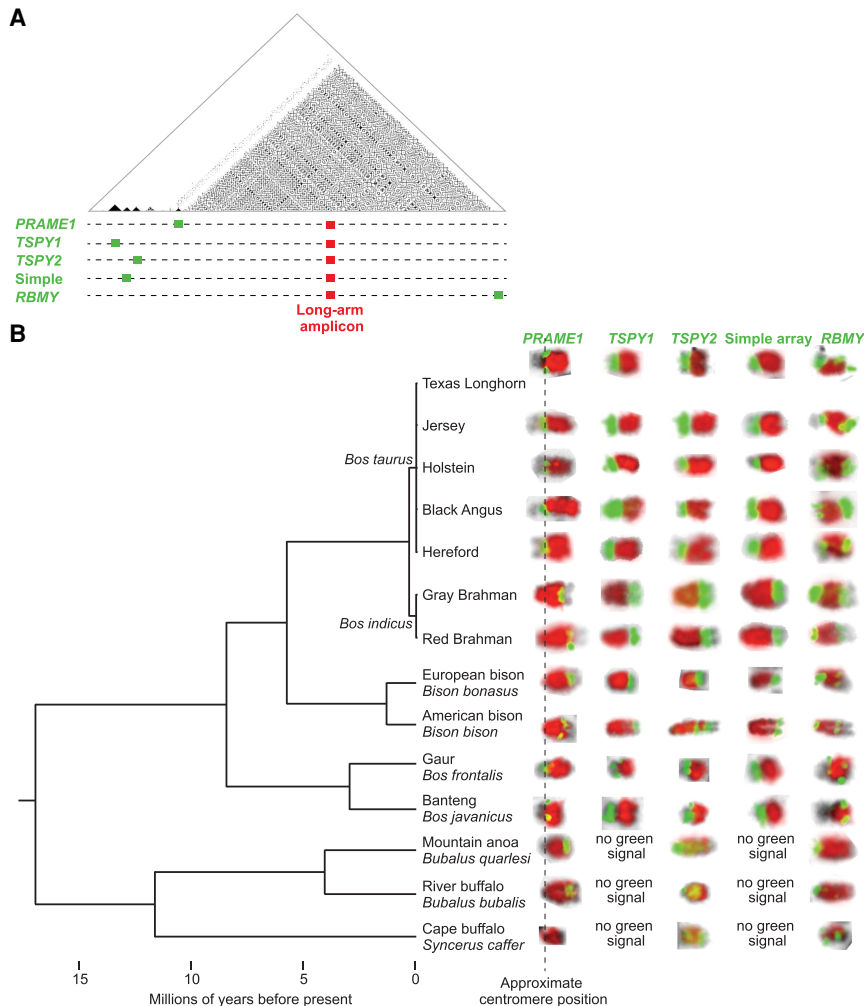 A
PRAME1
TSPY1
TSPY2
Simple
RBMY
Long-arm
amplicon
B
PRAME1 TSPY1 TSPY2 Simple array RBMY
Texas Longhorn
Jersey
Bos taurus
Holstein
Black Angus
Hereford
Gray Brahman
Bos indicus
Red Brahman
European bison
Bison bonasus
American bison
Bison bison
Gaur
Bos frontalis
Banteng
Bos javanicus
Mountain anoa
Bubalus quarlesi
no green
signal
no green
signal
River buffalo
Bubalus bubalis
no green
signal
no green
signal
Cape buffalo
Syncerus caffer
no green
signal
no green
signal
15 10 5 0
Millions of years before present
Approximate
centromere position